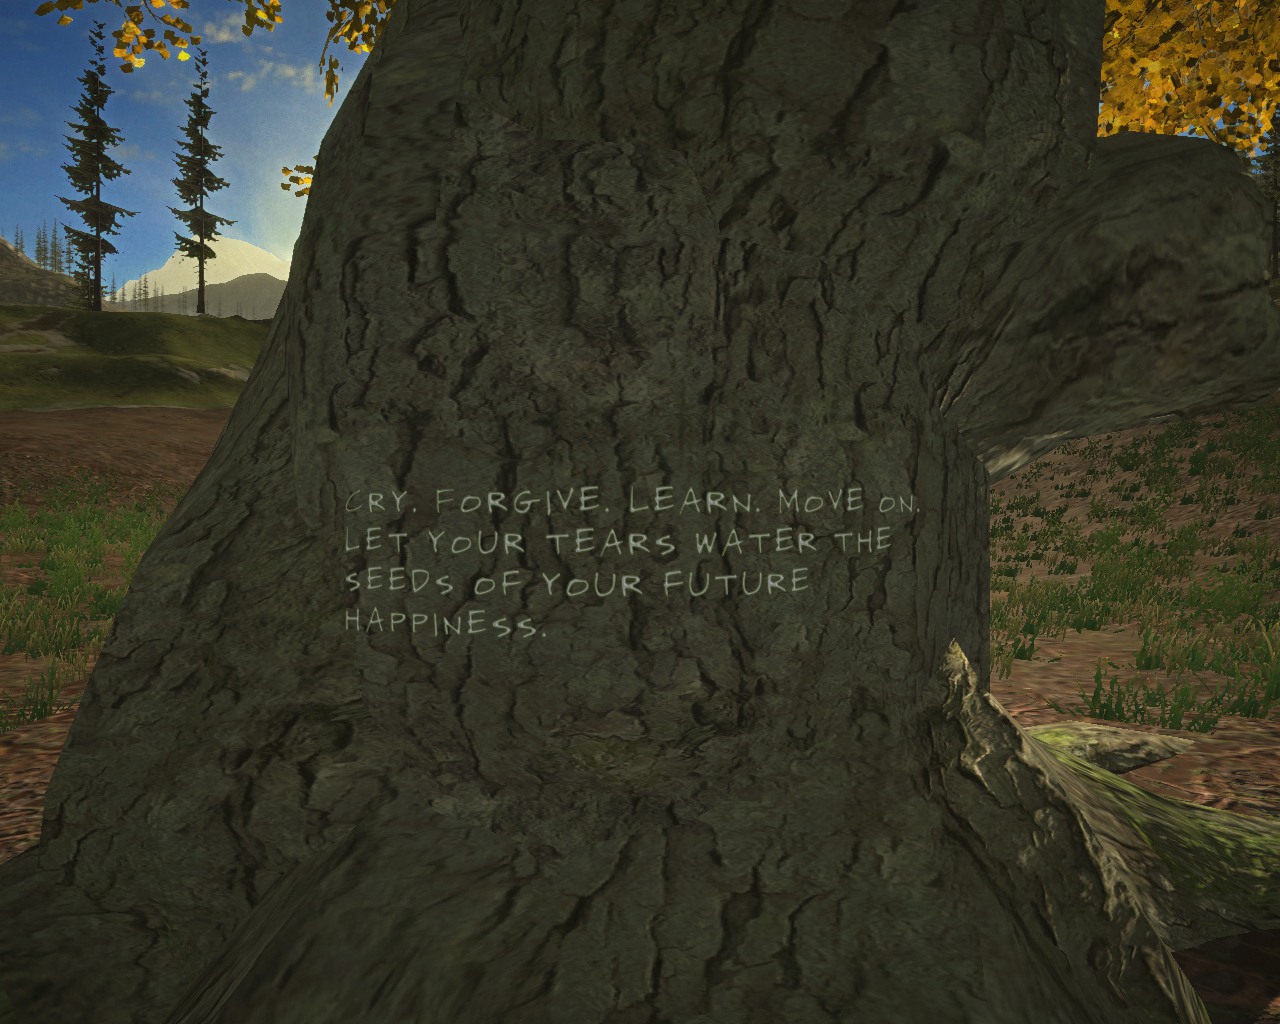 CRY. FORGIVE. LEARN. MOVE ON.
LET YOUR TEARS WATER THE
SEEDS OF YOUR FUTURE
HAPPINESS.